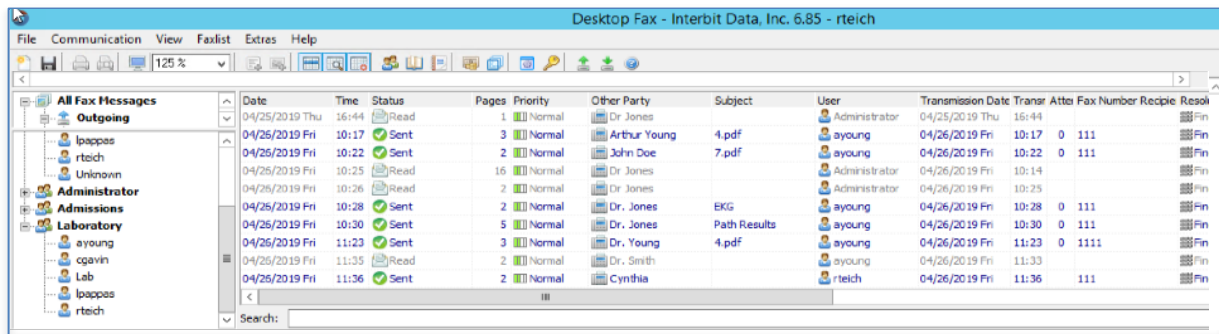 Desktop Fax - Interbit Data, Inc. 6.85 - rteich
File Communication View Faxlist Extras Help
125 %
All Fax Messages
Outgoing
lpappas
rteich
Unknown
Administrator
Admissions
Laboratory
ayoung
cgavin
Lab
lpappas
rteich
Date Time Status Pages Priority Other Party Subject User Transmission Date Transr Atter Fax Number Recipie Resol
04/25/2019 Thu 16:44 Read 1 Normal Dr Jones Administrator 04/25/2019 Thu 16:44 Fin
04/26/2019 Fri 10:17 Sent 3 Normal Arthur Young 4.pdf ayoung 04/26/2019 Fri 10:17 0 111 Fin
04/26/2019 Fri 10:22 Sent 2 Normal John Doe 7.pdf ayoung 04/26/2019 Fri 10:22 0 111 Fin
04/26/2019 Fri 10:25 Read 16 Normal Dr Jones Administrator 04/26/2019 Fri 10:14 Fin
04/26/2019 Fri 10:26 Read 2 Normal Dr Jones Administrator 04/26/2019 Fri 10:25 Fin
04/26/2019 Fri 10:28 Sent 2 Normal Dr. Jones EKG ayoung 04/26/2019 Fri 10:28 0 111 Fin
04/26/2019 Fri 10:30 Sent 5 Normal Dr. Jones Path Results ayoung 04/26/2019 Fri 10:30 0 111 Fin
04/26/2019 Fri 11:23 Sent 3 Normal Dr. Young 4.pdf ayoung 04/26/2019 Fri 11:23 0 1111 Fin
04/26/2019 Fri 11:35 Read 2 Normal Dr. Smith ayoung 04/26/2019 Fri 11:33 Fin
04/26/2019 Fri 11:36 Sent 2 Normal Cynthia rteich 04/26/2019 Fri 11:36 111 Fin
Search: